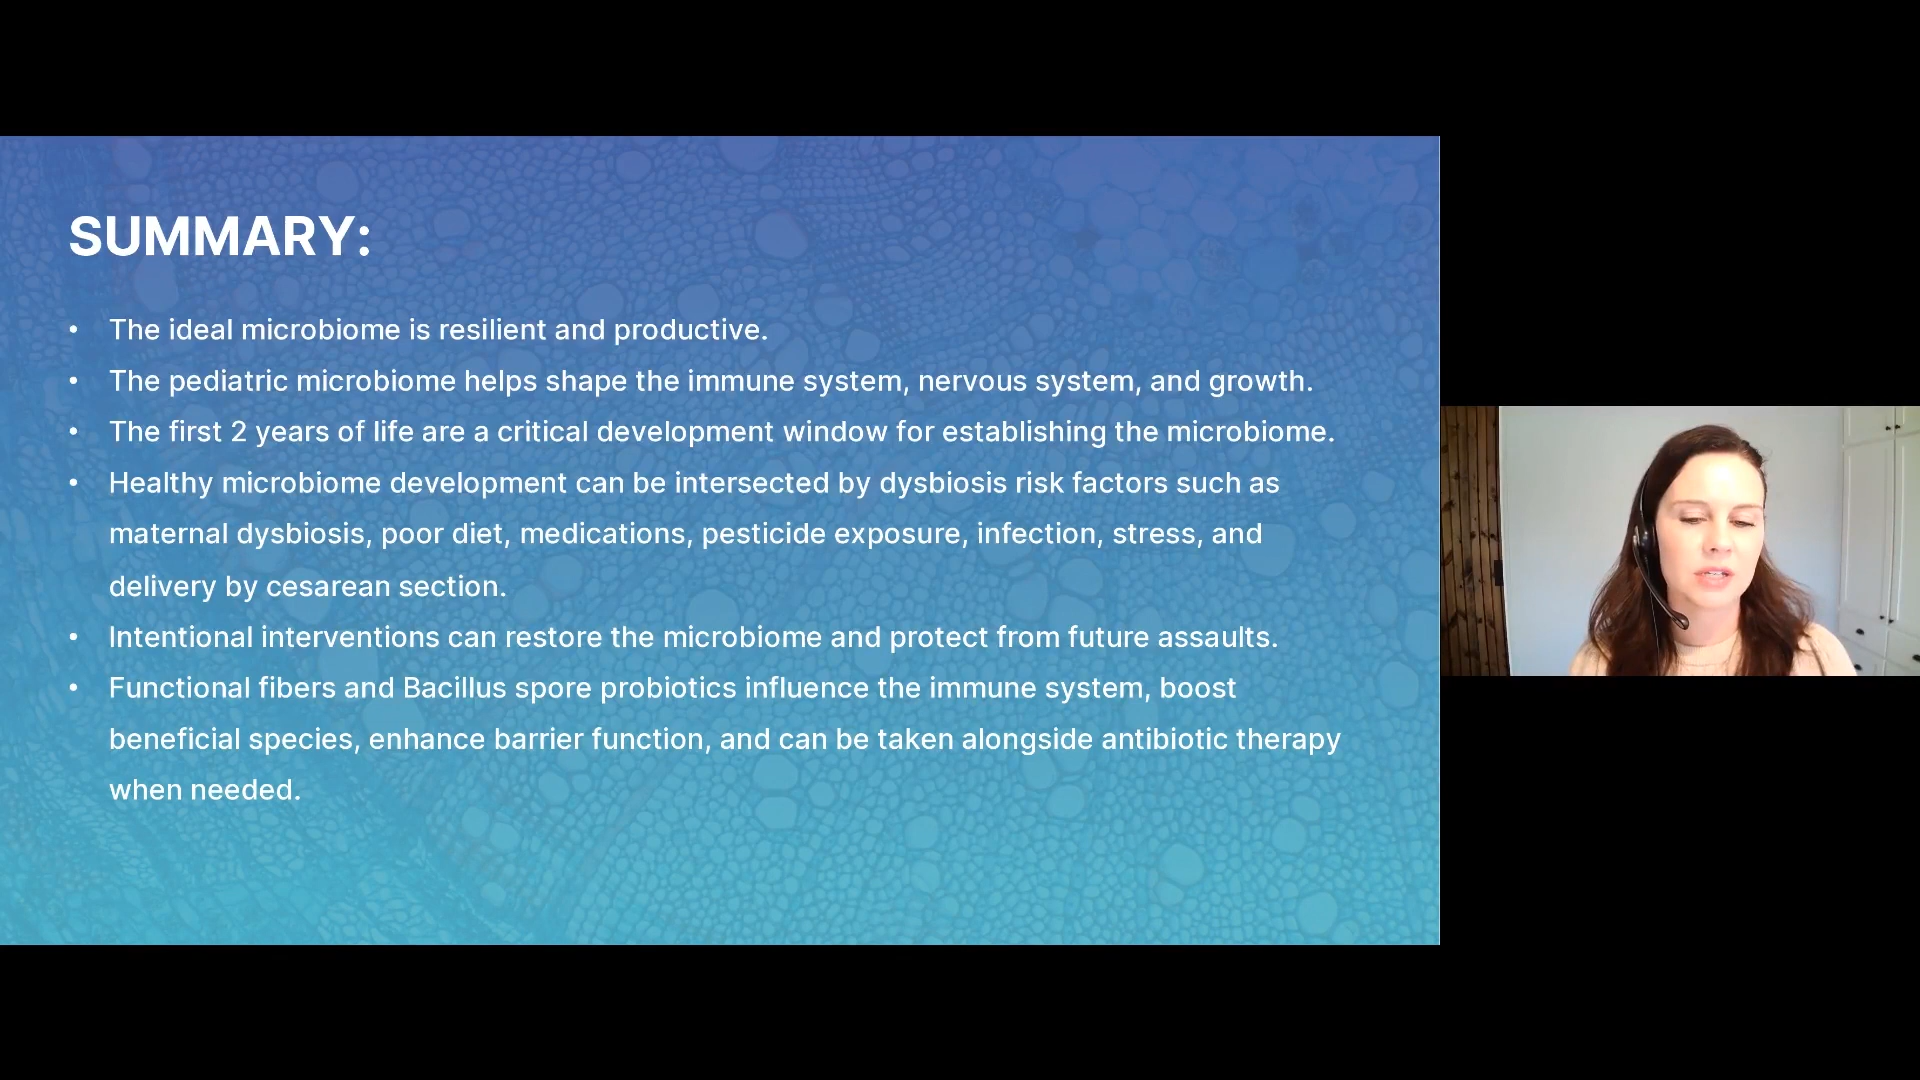 SUMMARY:
• The ideal microbiome is resilient and productive.
• The pediatric microbiome helps shape the immune system, nervous system, and growth.
• The first 2 years of life are a critical development window for establishing the microbiome.
• Healthy microbiome development can be intersected by dysbiosis risk factors such as
maternal dysbiosis, poor diet, medications, pesticide exposure, infection, stress, and
delivery by cesarean section.
• Intentional interventions can restore the microbiome and protect from future assaults.
• Functional fibers and Bacillus spore probiotics influence the immune system, boost
beneficial species, enhance barrier function, and can be taken alongside antibiotic therapy
when needed.